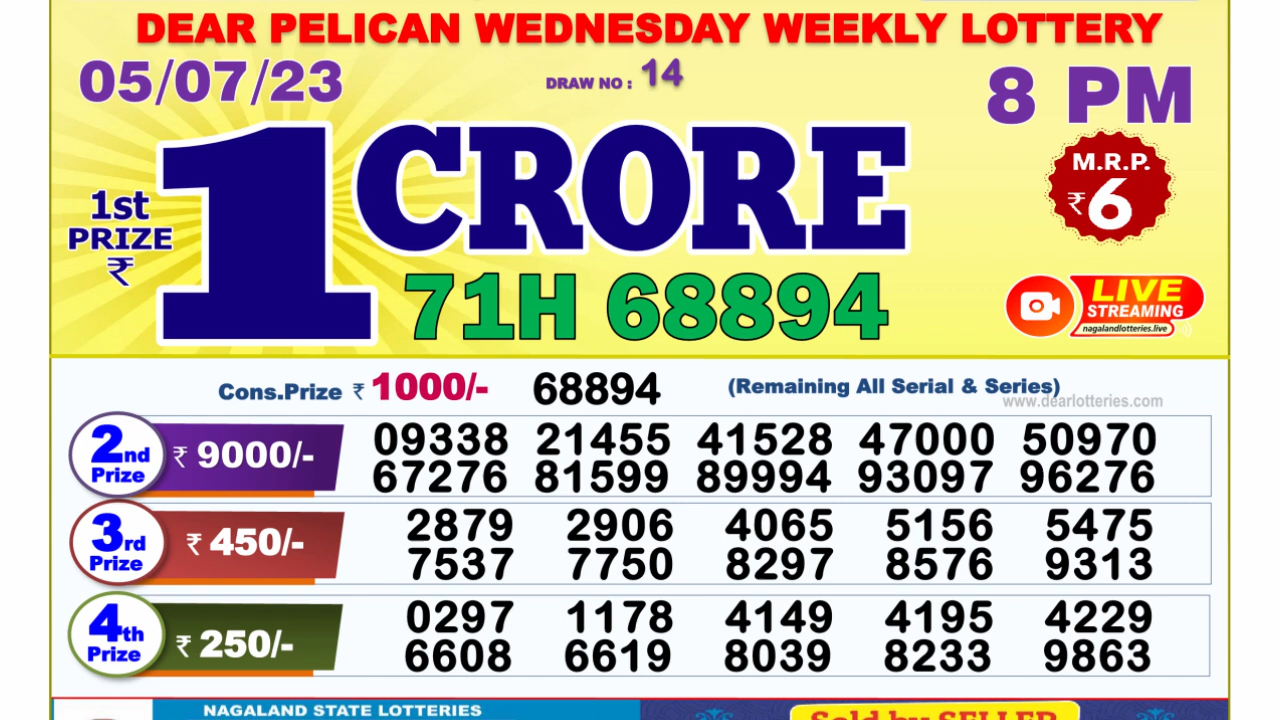 DEAR PELICAN WEDNESDAY WEEKLY LOTTERY
05/07/23
DRAW NO : 14
8 PM
1st
PRIZE
₹
1 CRORE
M.R.P.
₹6
71H 68894
LIVE
STREAMING
nagalandlotteries.live
Cons.Prize ₹ 1000/- 68894 (Remaining All Serial & Series)
www.dearlotteries.com
2nd
Prize
₹ 9000/-
09338 21455 41528 47000 50970
67276 81599 89994 93097 96276
3rd
Prize
₹ 450/-
2879 2906 4065 5156 5475
7537 7750 8297 8576 9313
4th
Prize
₹ 250/-
0297 1178 4149 4195 4229
6608 6619 8039 8233 9863
NAGALAND STATE LOTTERIES
Sold by SELLER